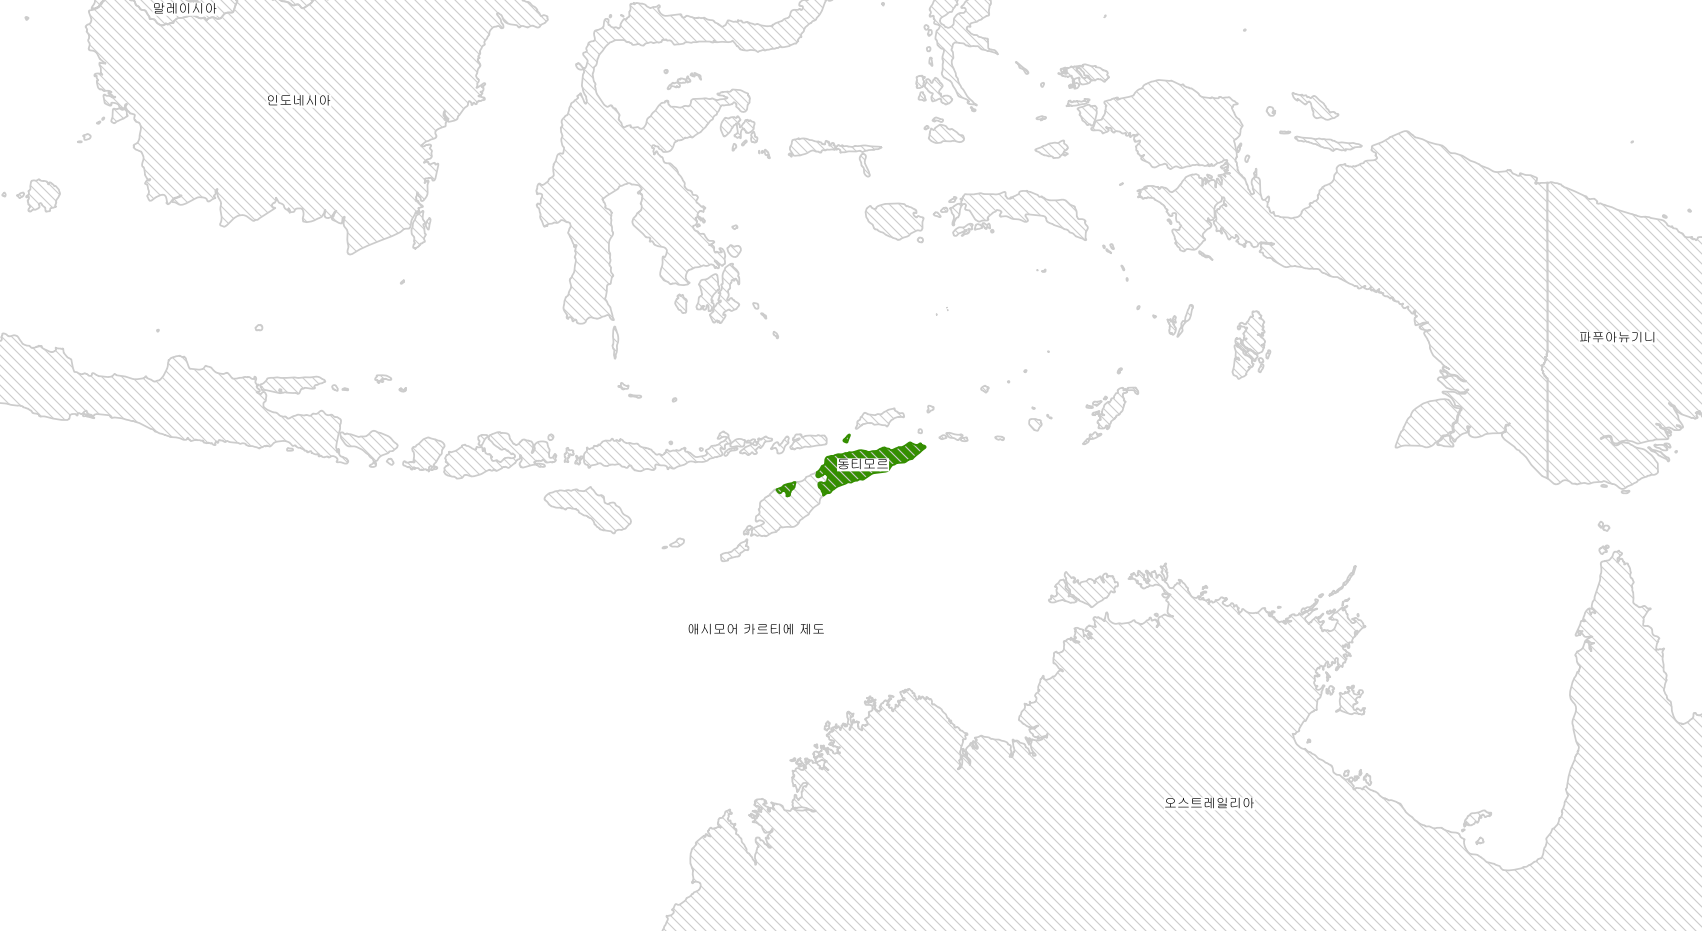 말레이시아
인도네시아
파푸아뉴기니
동티모르
애시모어 카르티에 제도
오스트레일리아